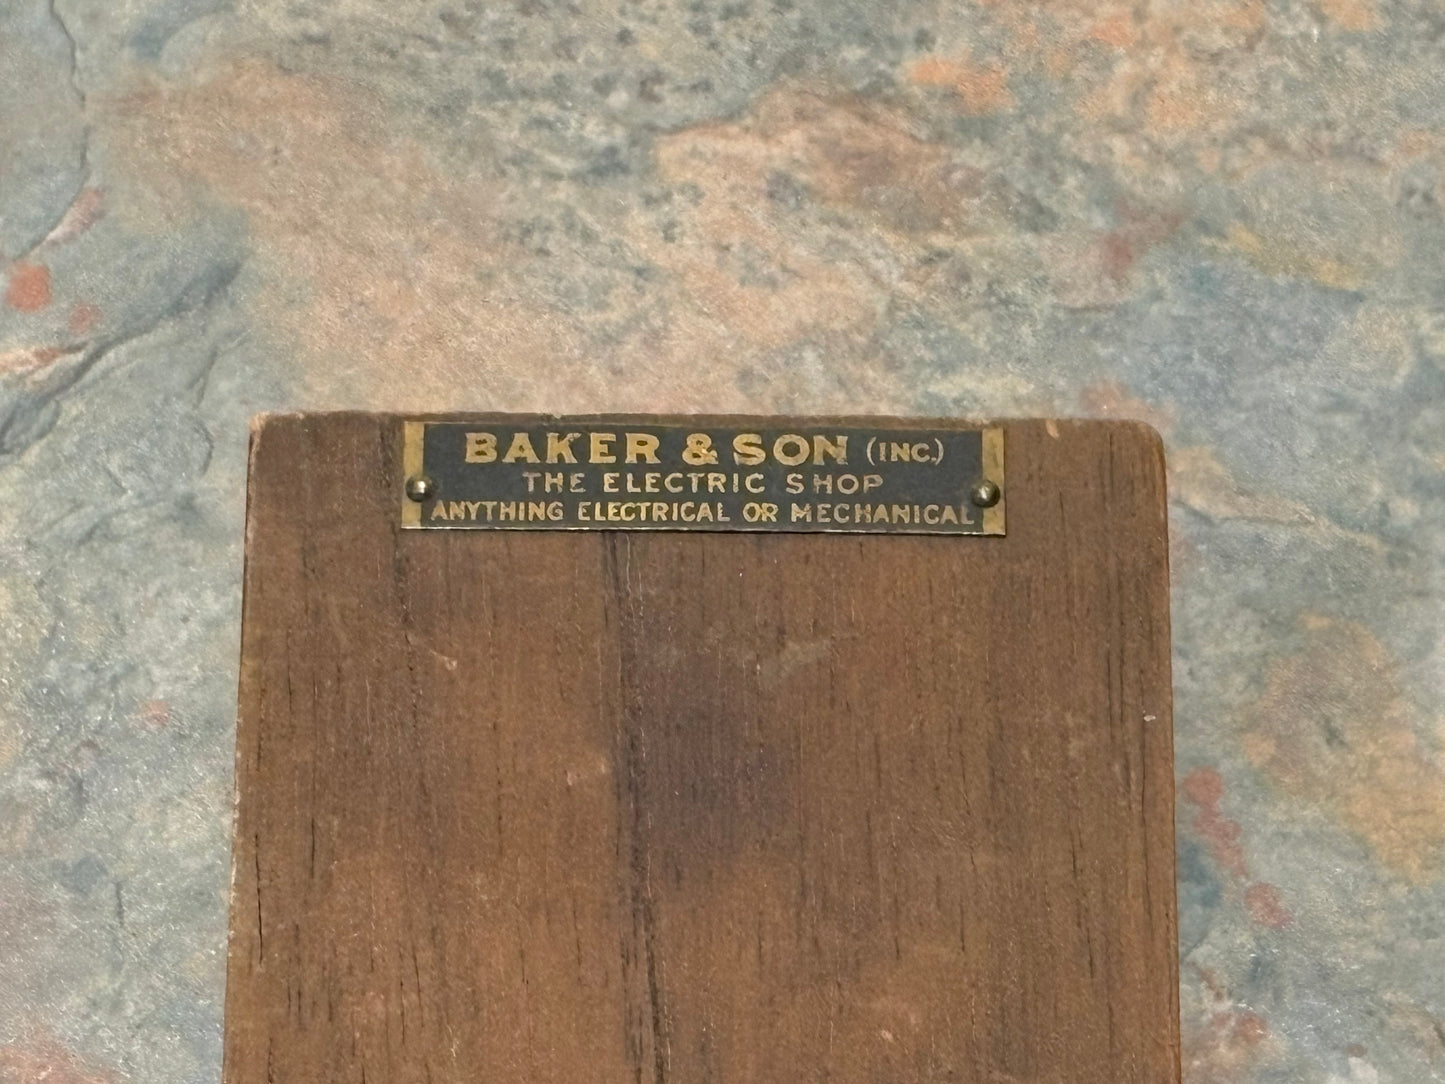 BAKER & SON (INC.)
THE ELECTRIC SHOP
ANYTHING ELECTRICAL OR MECHANICAL